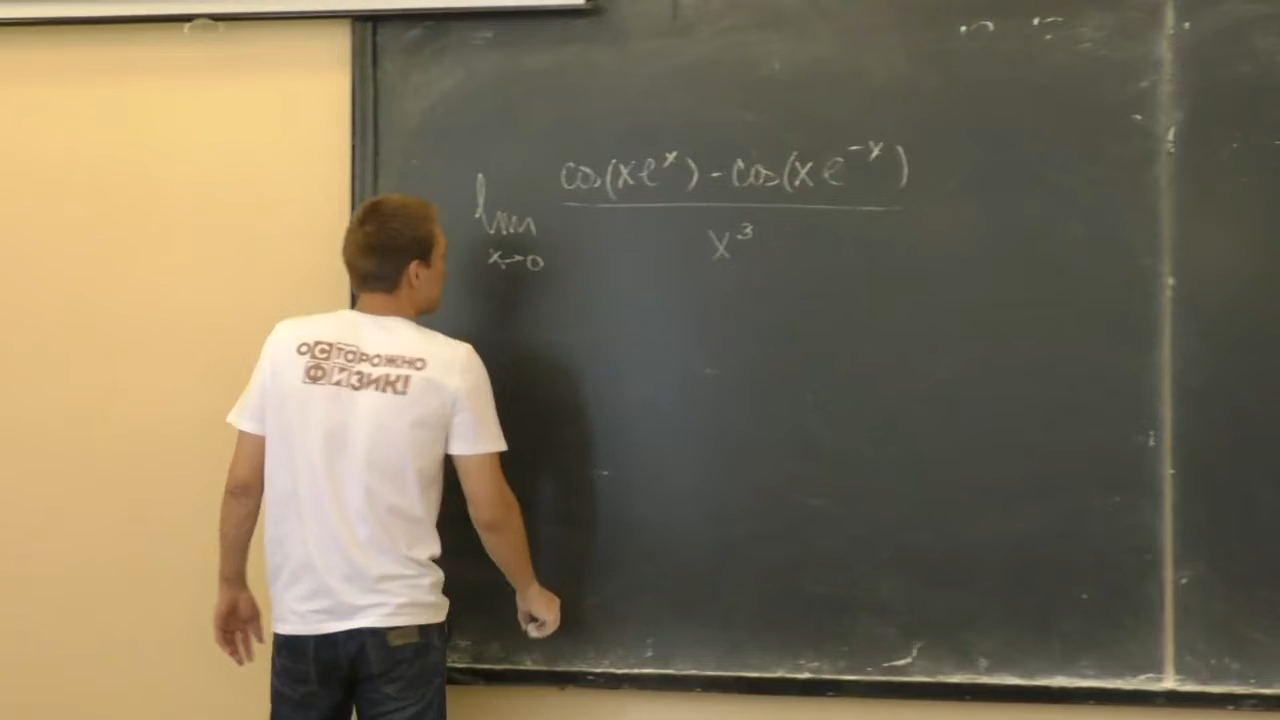 lim x→0 (cos(xe^x) - cos(xe^-x)) / x^3
ОСТОРОЖНО
ФИЗИК!